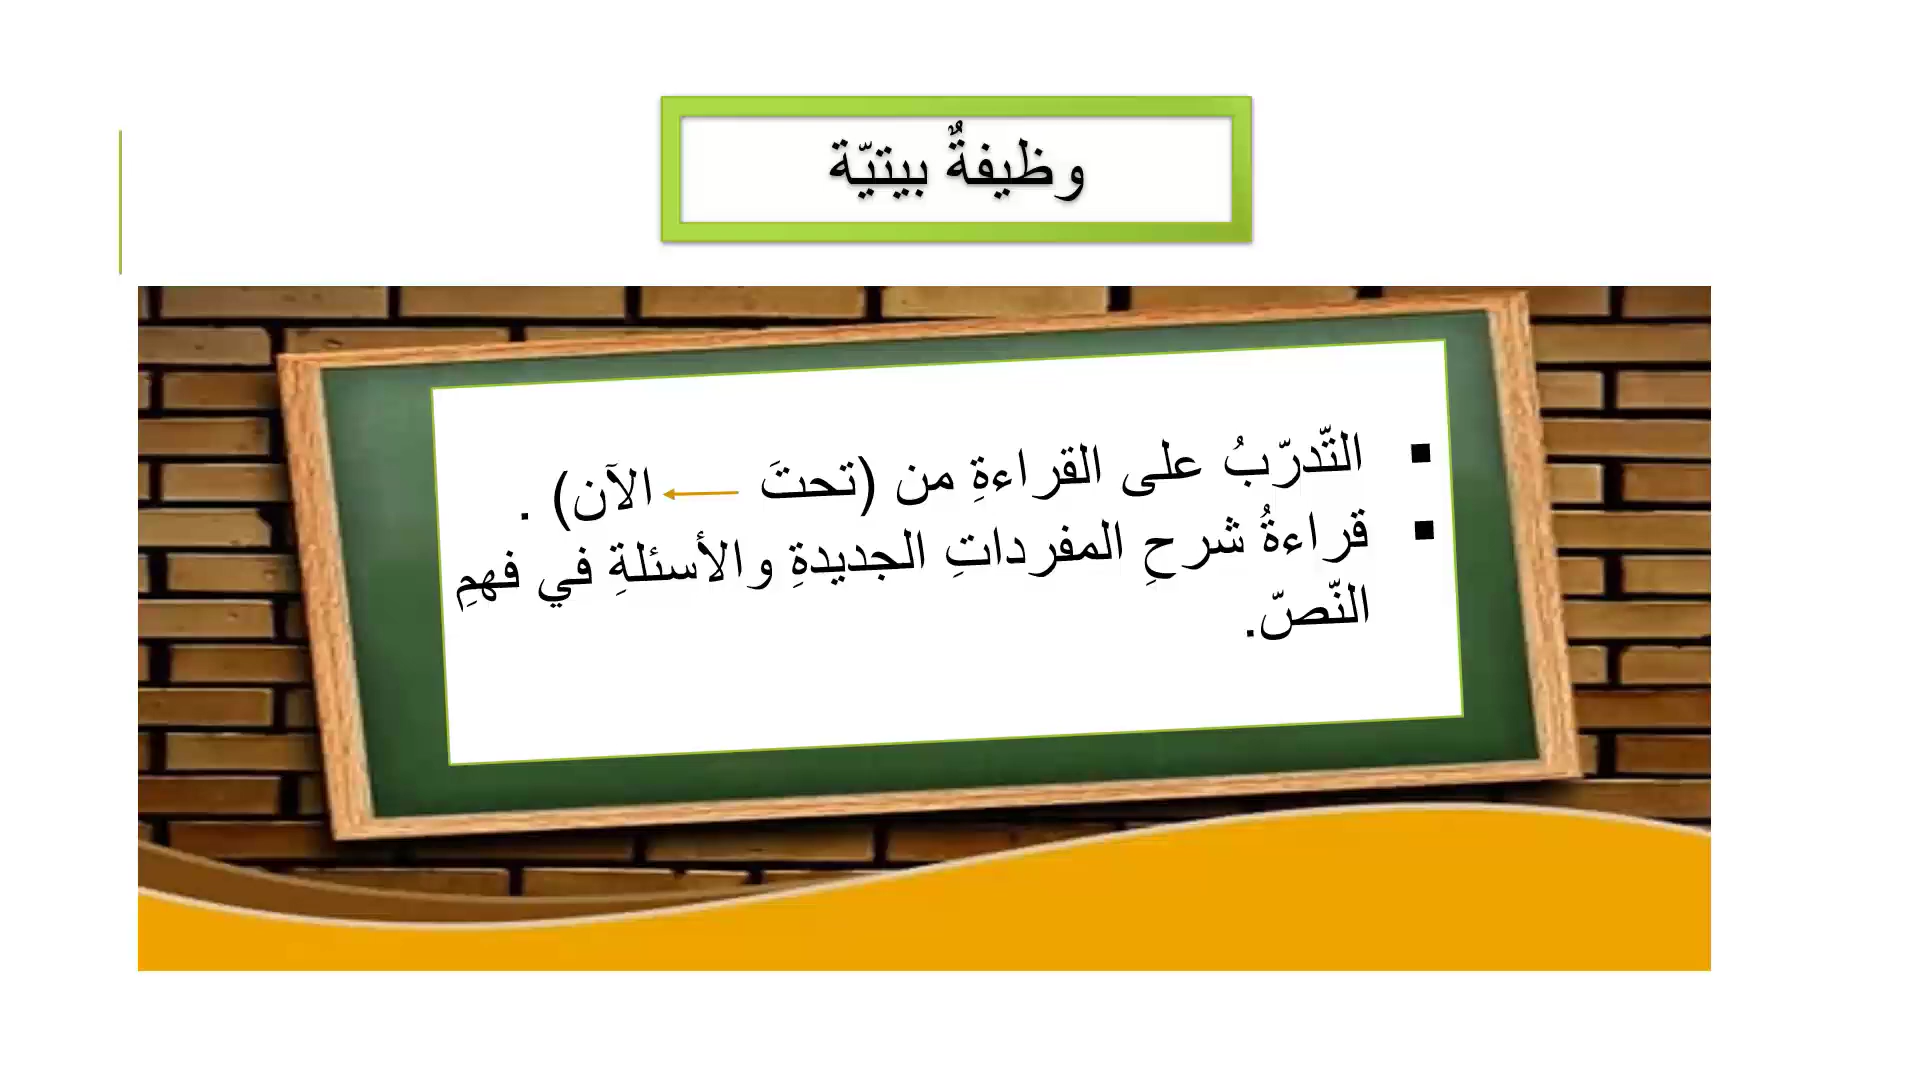 وظيفةٌ بيتيّة
▪ التّدرّبُ على القراءةِ من (تحتَ ← الآن) .
▪ قراءةُ شرحِ المفرداتِ الجديدةِ والأسئلةِ في فهمِ
النّصّ.